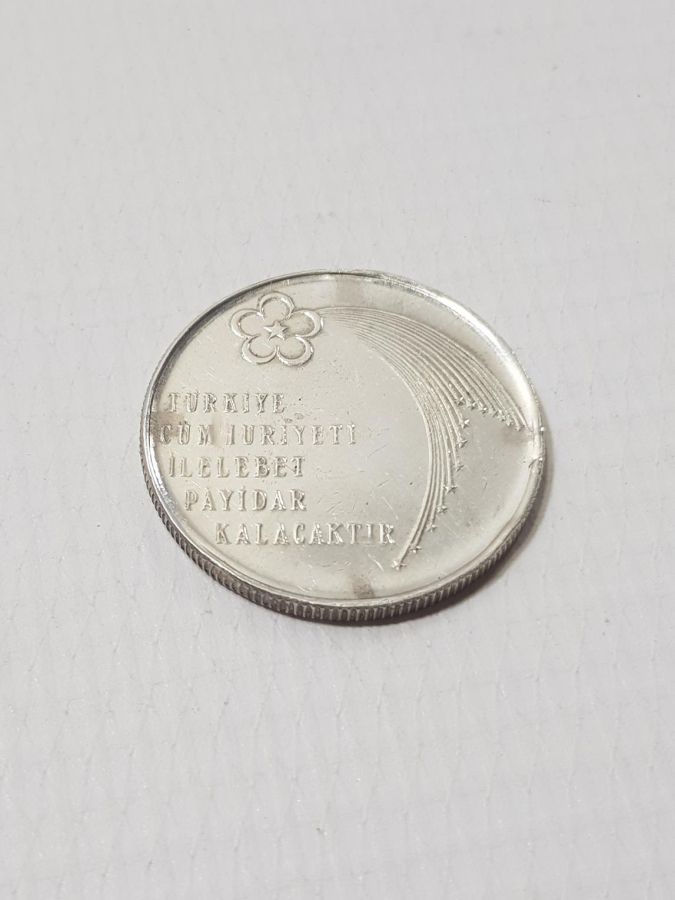 TÜRKİYE
CÜMHURİYETİ
İLELEBET
PAYİDAR
KALACAKTIR